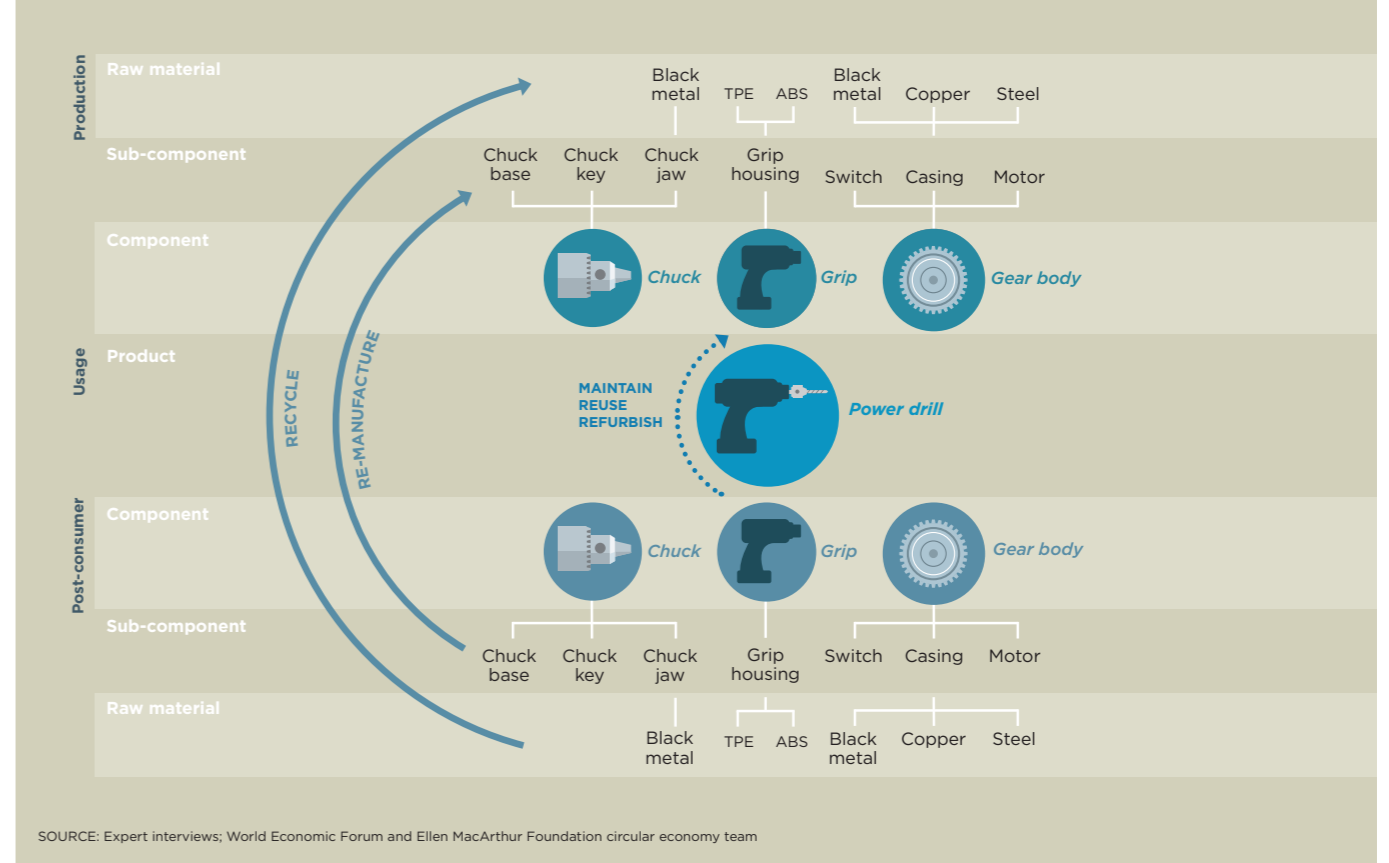 Production
Raw material
Black
metal
TPE
ABS
Black
metal
Copper
Steel
Sub-component
Chuck
base
Chuck
key
Chuck
jaw
Grip
housing
Switch
Casing
Motor
Component
Chuck
Grip
Gear body
Usage
Product
RECYCLE
RE-MANUFACTURE
MAINTAIN
REUSE
REFURBISH
Power drill
Post-consumer
Component
Chuck
Grip
Gear body
Sub-component
Chuck
base
Chuck
key
Chuck
jaw
Grip
housing
Switch
Casing
Motor
Raw material
Black
metal
TPE
ABS
Black
metal
Copper
Steel
SOURCE: Expert interviews; World Economic Forum and Ellen MacArthur Foundation circular economy team